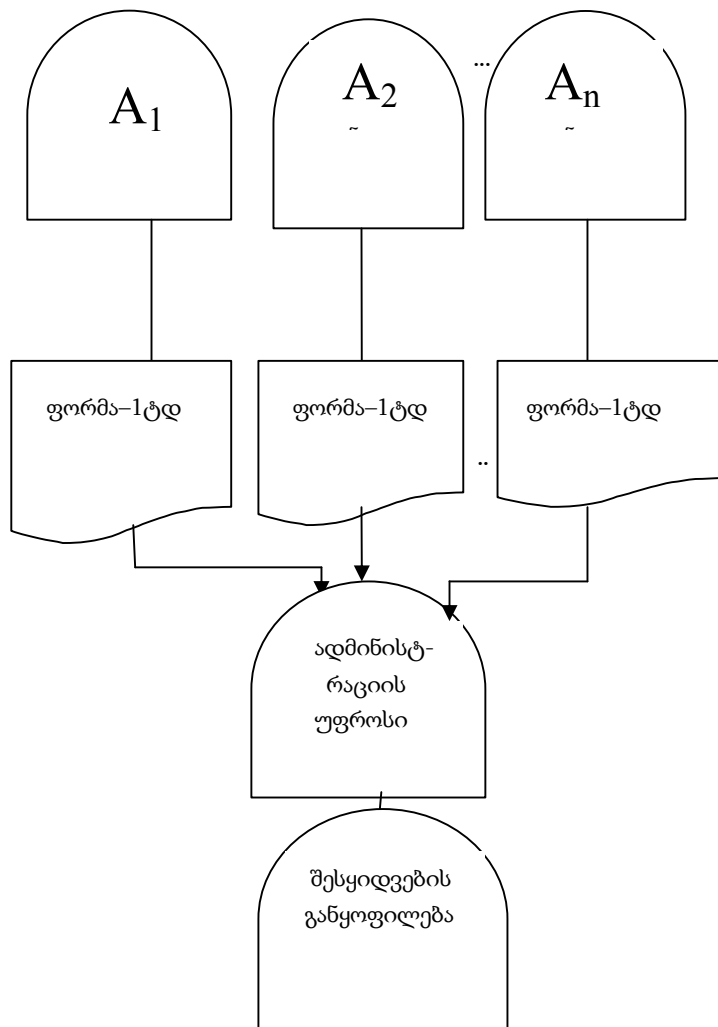 A1
A2
~
...
An
~
ფორმა–1ტდ
ფორმა–1ტდ
..
ფორმა–1ტდ
ადმინისტ-
რაციის
უფროსი
შესყიდვების
განყოფილება